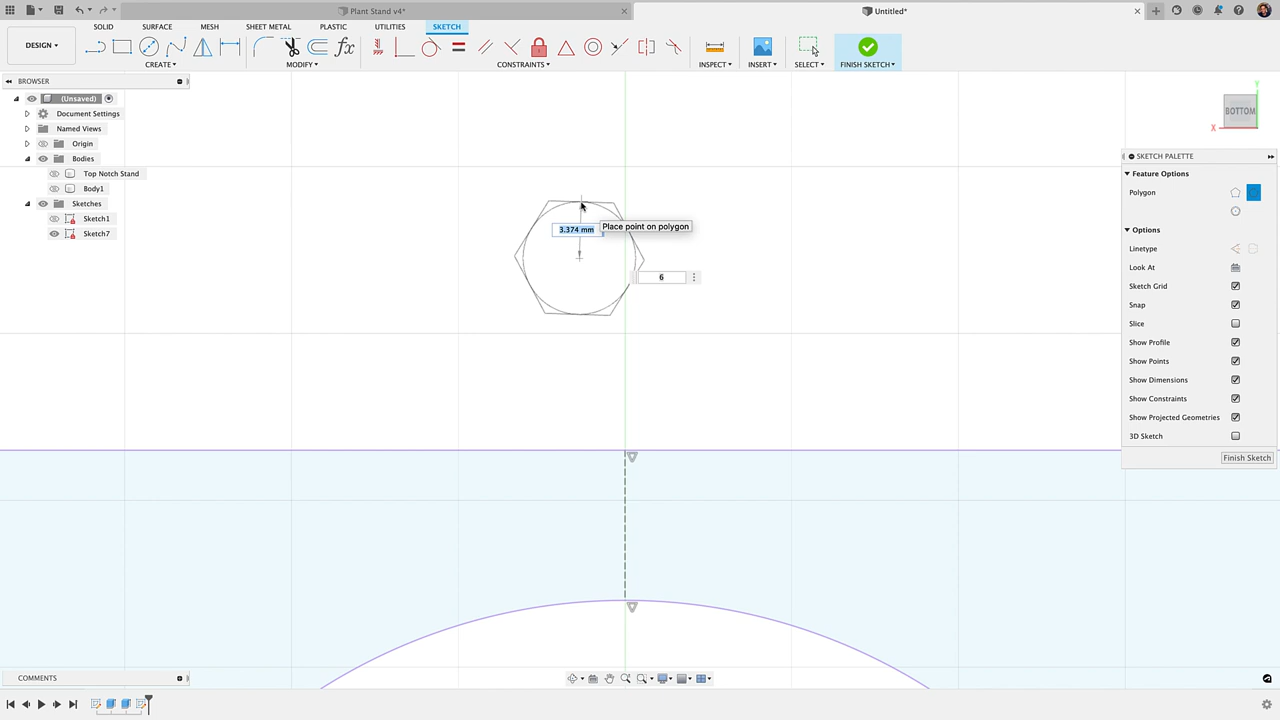 Plant Stand v4*
Untitled*
DESIGN
SOLID
SURFACE
MESH
SHEET METAL
PLASTIC
UTILITIES
SKETCH
CREATE
MODIFY
CONSTRAINTS
INSPECT
INSERT
SELECT
FINISH SKETCH
BROWSER
(Unsaved)
Document Settings
Named Views
Origin
Bodies
Top Notch Stand
Body1
Sketches
Sketch1
Sketch7
Y
BOTTOM
X
3.374 mm
Place point on polygon
6
SKETCH PALETTE
Feature Options
Polygon
Options
Linetype
Look At
Sketch Grid
Snap
Slice
Show Profile
Show Points
Show Dimensions
Show Constraints
Show Projected Geometries
3D Sketch
Finish Sketch
COMMENTS